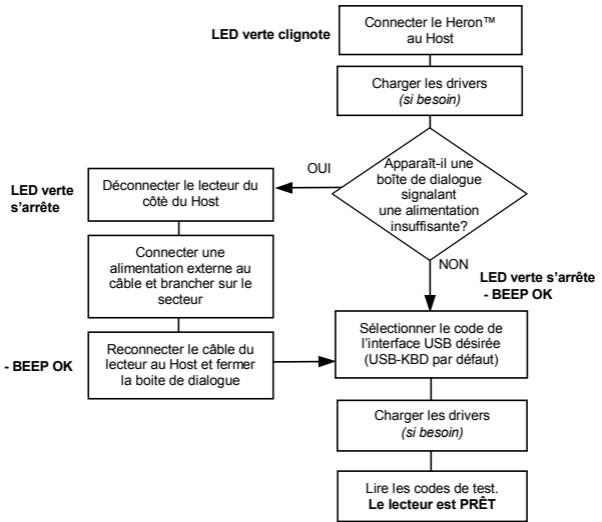 LED verte clignote
Connecter le Heron™
au Host
Charger les drivers
(si besoin)
Apparaît-il une
boîte de dialogue
signalant
une alimentation
insuffisante?
OUI
LED verte
s’arrête
Déconnecter le lecteur du
côtè du Host
Connecter une
alimentation externe au
câble et brancher sur le
secteur
- BEEP OK
Reconnecter le câble du
lecteur au Host et fermer
la boite de dialogue
NON
LED verte s’arrête
- BEEP OK
Sélectionner le code de
l’interface USB désirée
(USB-KBD par défaut)
Charger les drivers
(si besoin)
Lire les codes de test.
Le lecteur est PRÊT